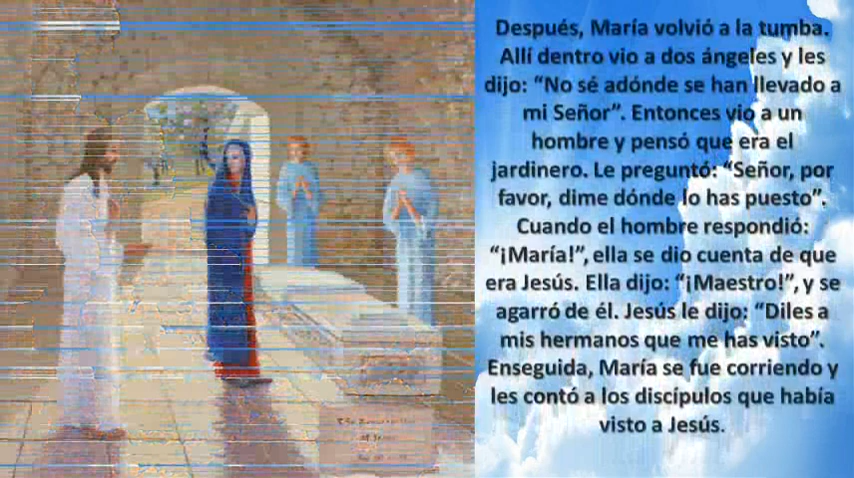 Después, María volvió a la tumba.
Allí dentro vio a dos ángeles y les
dijo: “No sé adónde se han llevado a
mi Señor”. Entonces vio a un
hombre y pensó que era el
jardinero. Le preguntó: “Señor, por
favor, dime dónde lo has puesto”.
Cuando el hombre respondió:
“¡María!”, ella se dio cuenta de que
era Jesús. Ella dijo: “¡Maestro!”, y se
agarró de él. Jesús le dijo: “Diles a
mis hermanos que me has visto”.
Enseguida, María se fue corriendo y
les contó a los discípulos que había
visto a Jesús.